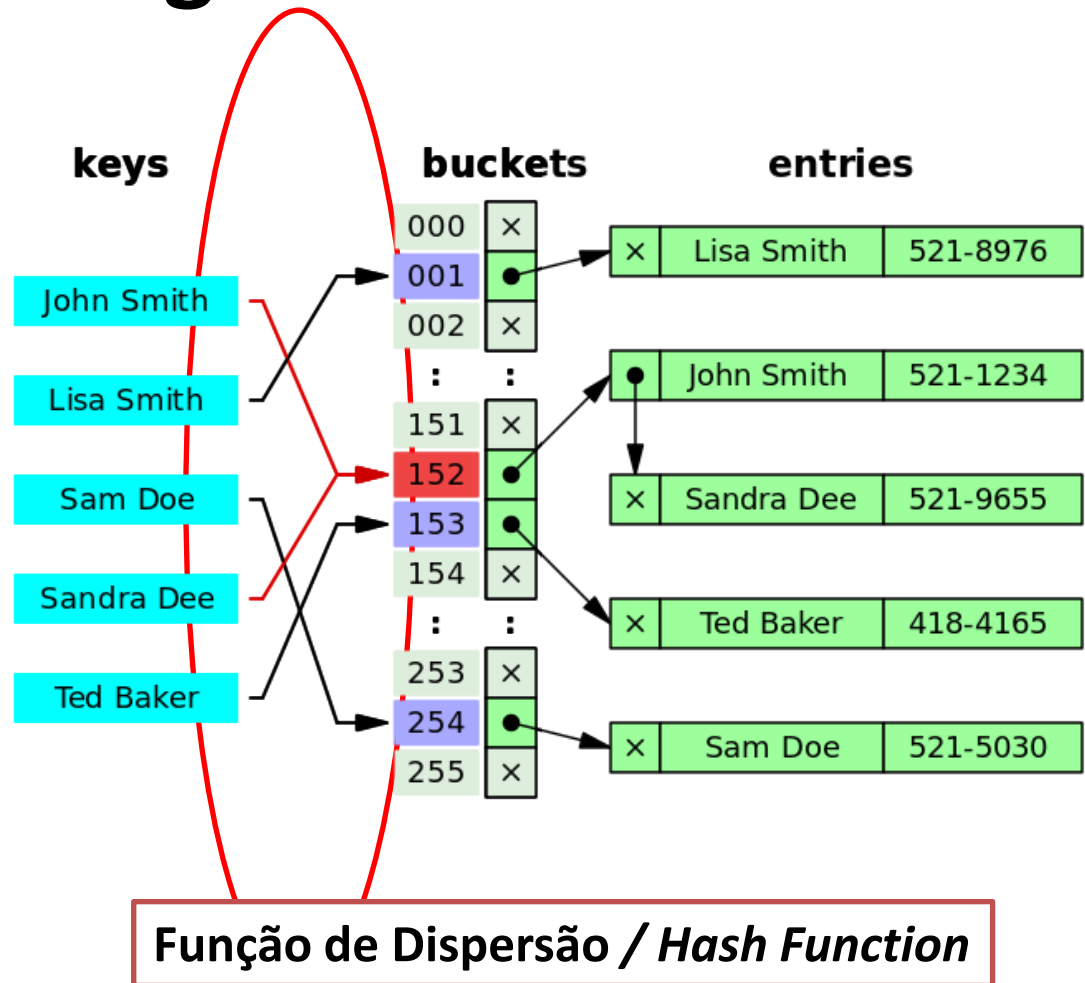 g
keys
buckets
entries
John Smith
Lisa Smith
Sam Doe
Sandra Dee
Ted Baker
000 ×
001
002 ×
: :
151 ×
152
153
154 ×
: :
253 ×
254
255 ×
× Lisa Smith 521-8976
John Smith 521-1234
× Sandra Dee 521-9655
× Ted Baker 418-4165
× Sam Doe 521-5030
Função de Dispersão / Hash Function